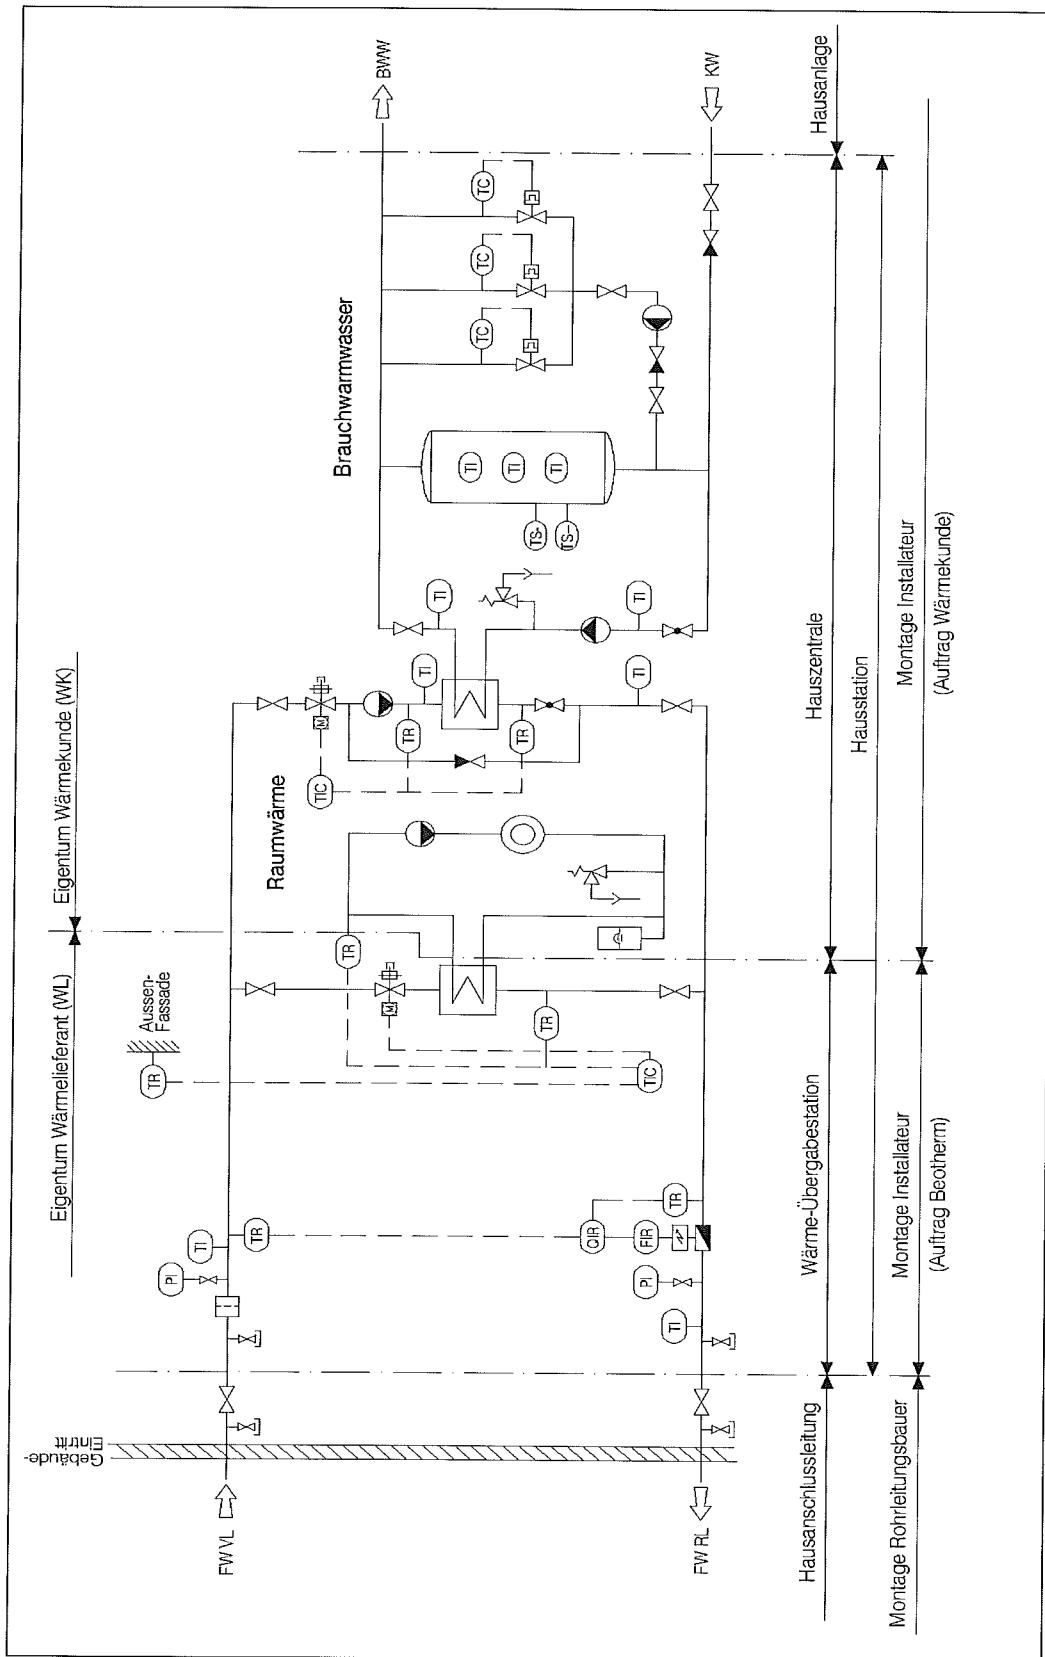 Eigentum Wärmelieferant (WL)
Eigentum Wärmekunde (WK)
Aussen-
Fassade
TR
Gebäude-
Eintritt
FW VL
PI
TI
TR
TR
M
TIC
Raumwärme
TIC
M
TR
TR
TI
TI
TI
TI
Brauchwarmwasser
TS-
TS-
TI
TI
TI
TC
TC
TC
BWW
KW
TR
QIR
TR
FIR
PI
TI
FW RL
Hausanschlussleitung
Wärme-Übergabestation
Hauszentrale
Hausanlage
Hausstation
Montage Rohrleitungsbauer
Montage Installateur
(Auftrag Beotherm)
Montage Installateur
(Auftrag Wärmekunde)